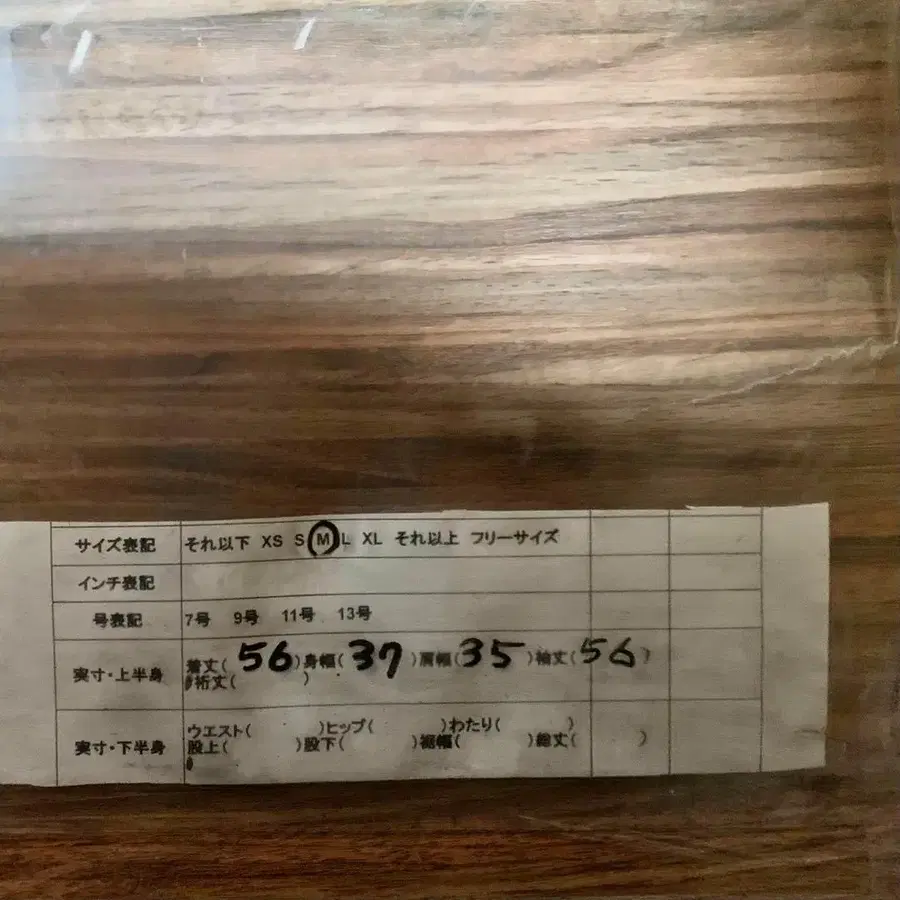 サイズ表記 それ以下 XS S M L XL それ以上 フリーサイズ
インチ表記
号表記 7号 9号 11号 13号
実寸・上半身 着丈( 56 )身幅( 37 )肩幅( 35 )袖丈( 56 )
裄丈( )
実寸・下半身 ウエスト( )ヒップ( )わたり( )
股上( )股下( )裾幅( )総丈( )